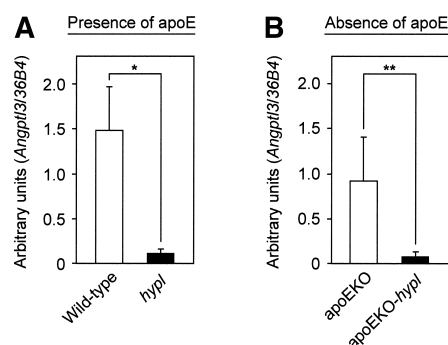 A Presence of apoE
Arbitrary units (Angptl3/36B4)
2.0
1.5
1.0
0.5
0
*
Wild-type
hypl
B Absence of apoE
Arbitrary units (Angptl3/36B4)
2.0
1.5
1.0
0.5
0
**
apoEKO
apoEKO-hypl